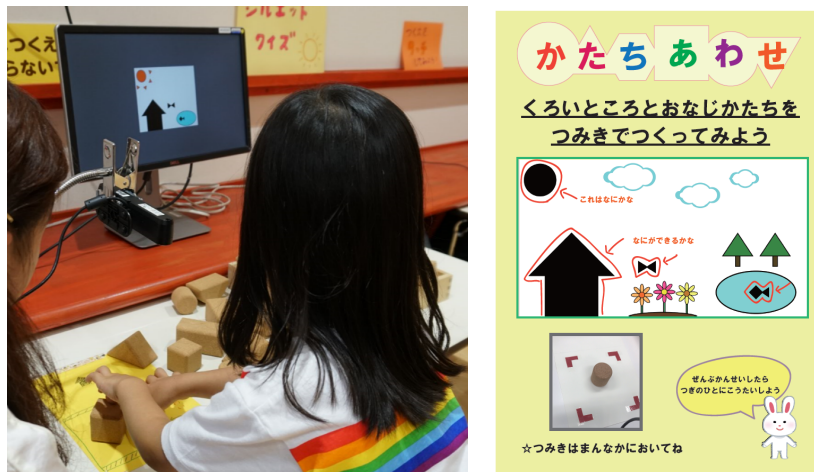 シルエット
クイズ
つくえ
らない
かたちあわせ
くろいところとおなじかたちを
つみきでつくってみよう
これはなにかな
なにができるかな
ぜんぶかんせいしたら
つぎのひとにこうたいしよう
☆つみきはまんなかにおいてね